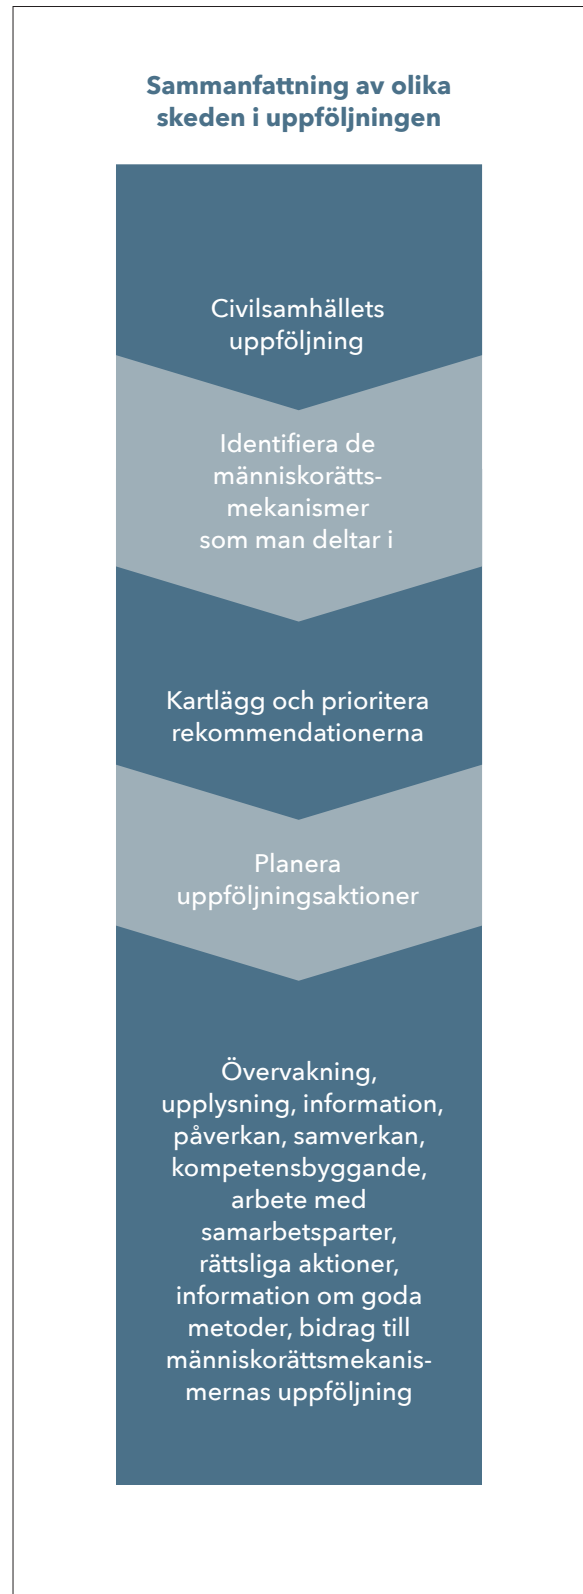 Sammanfattning av olika
skeden i uppföljningen
Civilsamhällets
uppföljning
Identifiera de
människorätts-
mekanismer
som man deltar i
Kartlägg och prioritera
rekommendationerna
Planera
uppföljningsaktioner
Övervakning,
upplysning, information,
påverkan, samverkan,
kompetensbyggande,
arbete med
samarbetsparter,
rättsliga aktioner,
information om goda
metoder, bidrag till
människorättsmekanis-
mernas uppföljning